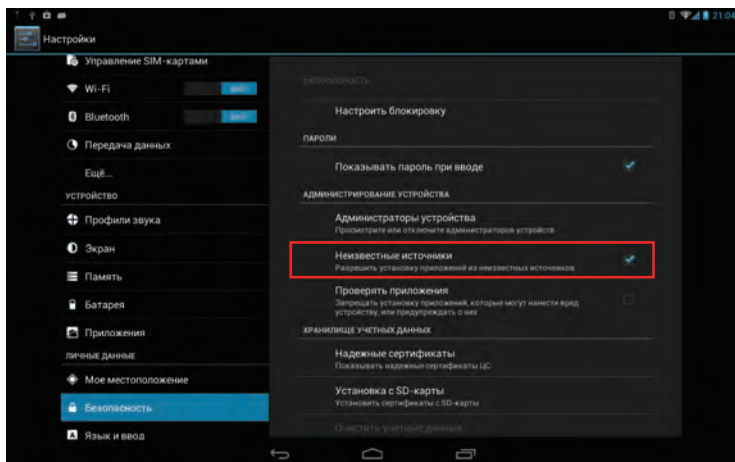 21:04
Настройки
Управление SIM-картами
Wi-Fi
Bluetooth
Передача данных
Ещё...
УСТРОЙСТВО
Профили звука
Экран
Память
Батарея
Приложения
ЛИЧНЫЕ ДАННЫЕ
Мое местоположение
Безопасность
Язык и ввод
Безопасность
Настроить блокировку
ПАРОЛИ
Показывать пароль при вводе
АДМИНИСТРИРОВАНИЕ УСТРОЙСТВА
Администраторы устройства
Просмотрите или отключите администраторов устройств
Неизвестные источники
Разрешить установку приложений из неизвестных источников
Проверять приложения
Запрещать установку приложений, которые могут нанести вред
устройству, или предупреждать о них
ХРАНИЛИЩЕ УЧЕТНЫХ ДАННЫХ
Надежные сертификаты
Показывать надежные сертификаты ЦС
Установка с SD-карты
Установить сертификаты с SD-карты
Очистить учетные данные